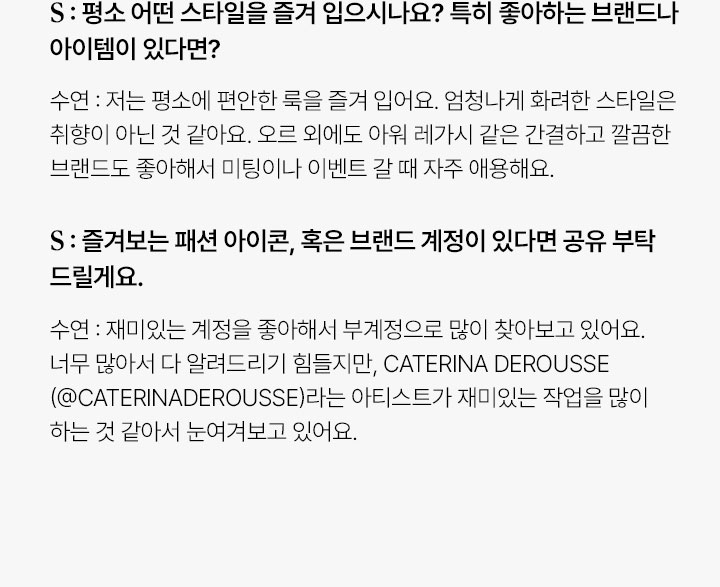 S : 평소 어떤 스타일을 즐겨 입으시나요? 특히 좋아하는 브랜드나
아이템이 있다면?
수연 : 저는 평소에 편안한 룩을 즐겨 입어요. 엄청나게 화려한 스타일은
취향이 아닌 것 같아요. 오르 외에도 아워 레가시 같은 간결하고 깔끔한
브랜드도 좋아해서 미팅이나 이벤트 갈 때 자주 애용해요.
S : 즐겨보는 패션 아이콘, 혹은 브랜드 계정이 있다면 공유 부탁
드릴게요.
수연 : 재미있는 계정을 좋아해서 부계정으로 많이 찾아보고 있어요.
너무 많아서 다 알려드리기 힘들지만, CATERINA DEROUSSE
(@CATERINADEROUSSE)라는 아티스트가 재미있는 작업을 많이
하는 것 같아서 눈여겨보고 있어요.